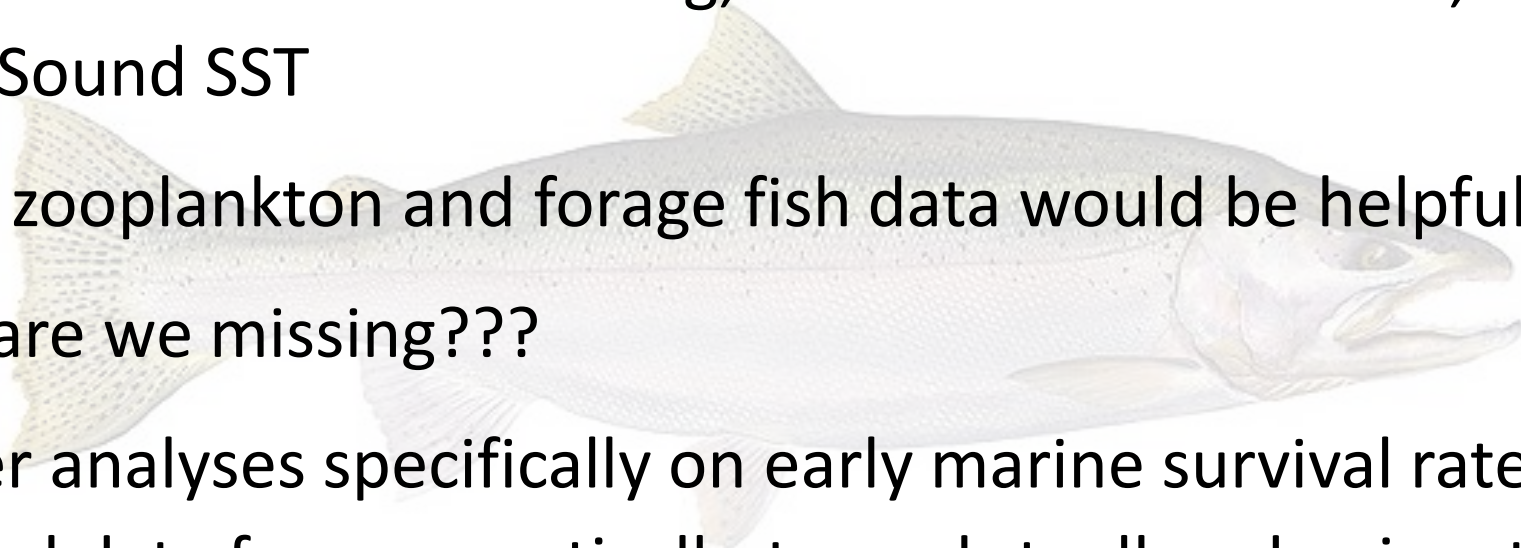 Sound SST
zooplankton and forage fish data would be helpful
are we missing???
er analyses specifically on early marine survival rate